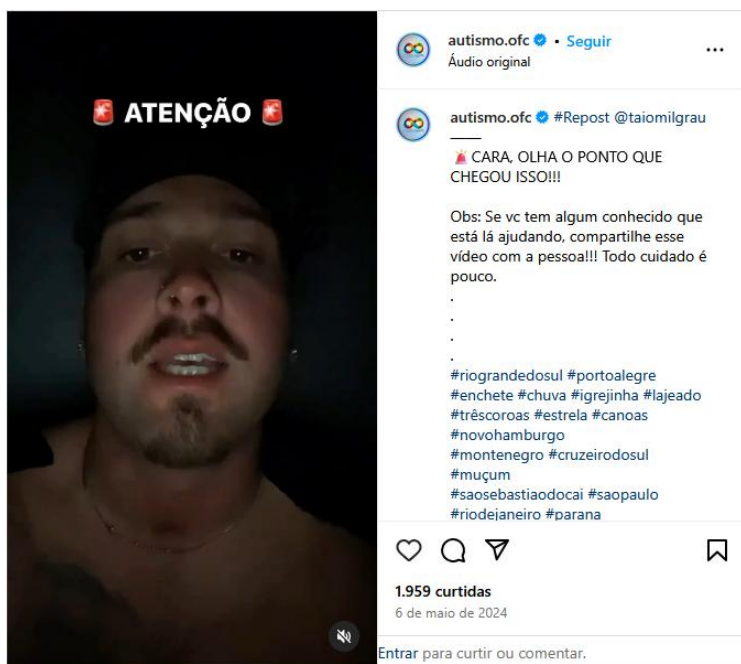 🚨 ATENÇÃO 🚨
autismo.ofc • Seguir
Áudio original
autismo.ofc #Repost @taiomilgrau
——
🚨CARA, OLHA O PONTO QUE
CHEGOU ISSO!!!
Obs: Se vc tem algum conhecido que
está lá ajudando, compartilhe esse
vídeo com a pessoa!!! Todo cuidado é
pouco.
.
.
.
.
#riograndedosul #portoalegre
#enchete #chuva #igrejinha #lajeado
#trêscoroas #estrela #canoas
#novohamburgo
#montenegro #cruzeirodosul
#muçum
#saosebastiaodocai #saopaulo
#riodejaneiro #parana
1.959 curtidas
6 de maio de 2024
Entrar para curtir ou comentar.